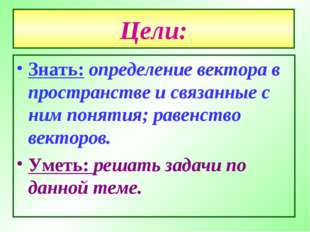 Цели:
• Знать: определение вектора в
пространстве и связанные с
ним понятия; равенство
векторов.
• Уметь: решать задачи по
данной теме.